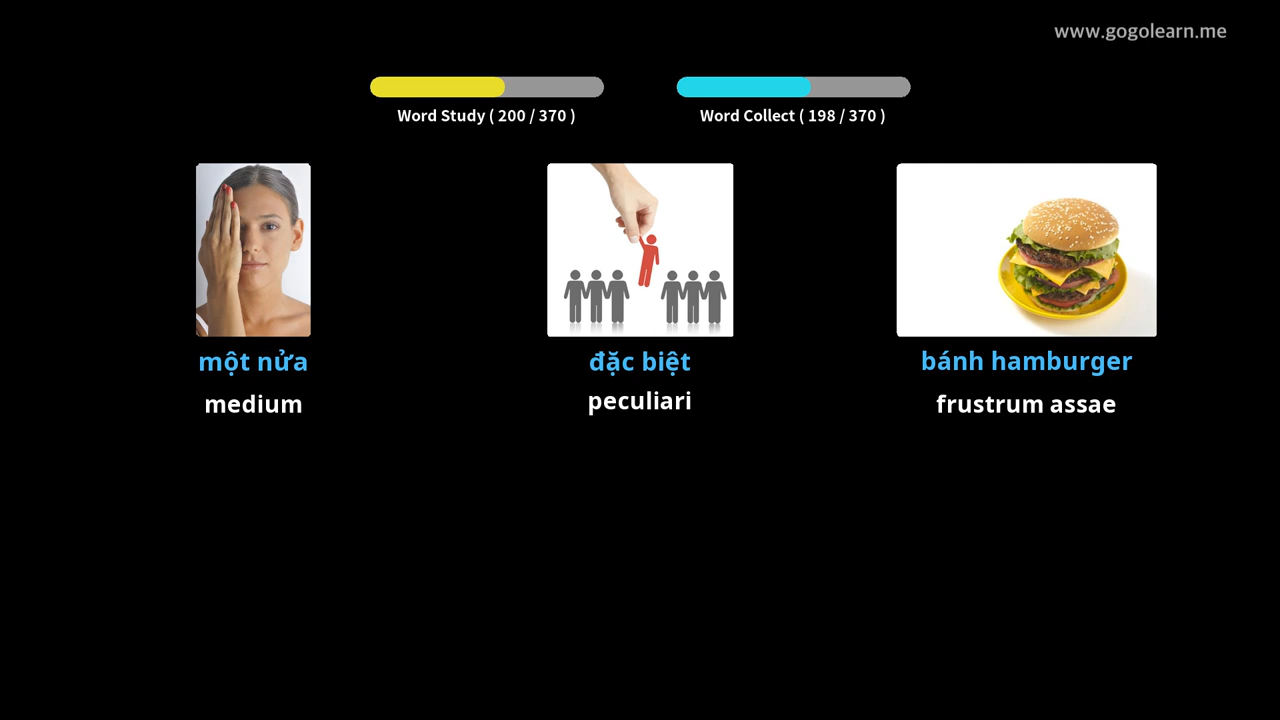 www.gogolearn.me
Word Study ( 200 / 370 )
Word Collect ( 198 / 370 )
một nửa
đặc biệt
bánh hamburger
medium
peculiari
frustrum assae